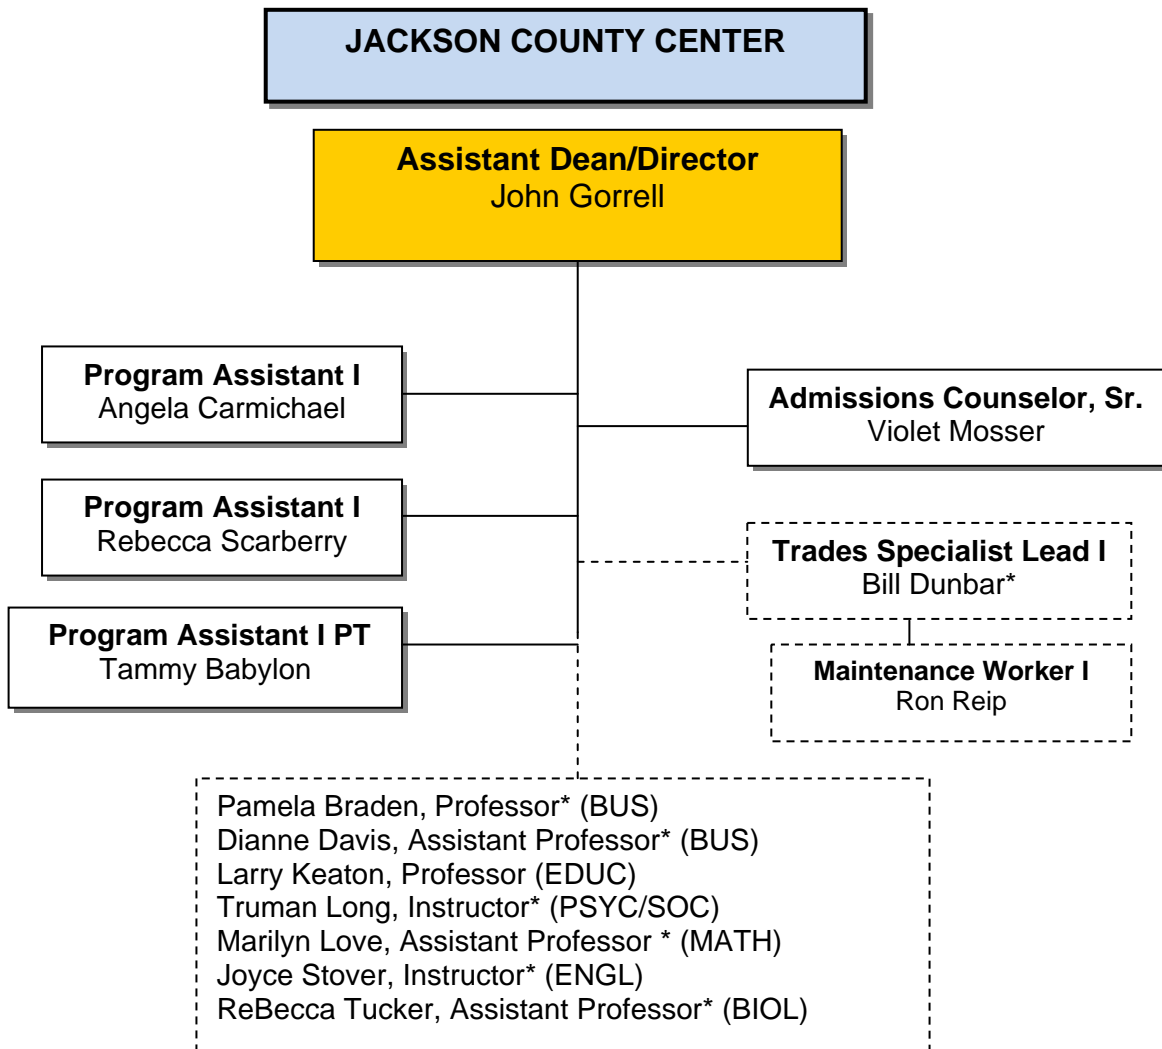 JACKSON COUNTY CENTER
Assistant Dean/Director
John Gorrell
Program Assistant I
Angela Carmichael
Admissions Counselor, Sr.
Violet Mosser
Program Assistant I
Rebecca Scarberry
Trades Specialist Lead I
Bill Dunbar*
Program Assistant I PT
Tammy Babylon
Maintenance Worker I
Ron Reip
Pamela Braden, Professor* (BUS)
Dianne Davis, Assistant Professor* (BUS)
Larry Keaton, Professor (EDUC)
Truman Long, Instructor* (PSYC/SOC)
Marilyn Love, Assistant Professor * (MATH)
Joyce Stover, Instructor* (ENGL)
ReBecca Tucker, Assistant Professor* (BIOL)